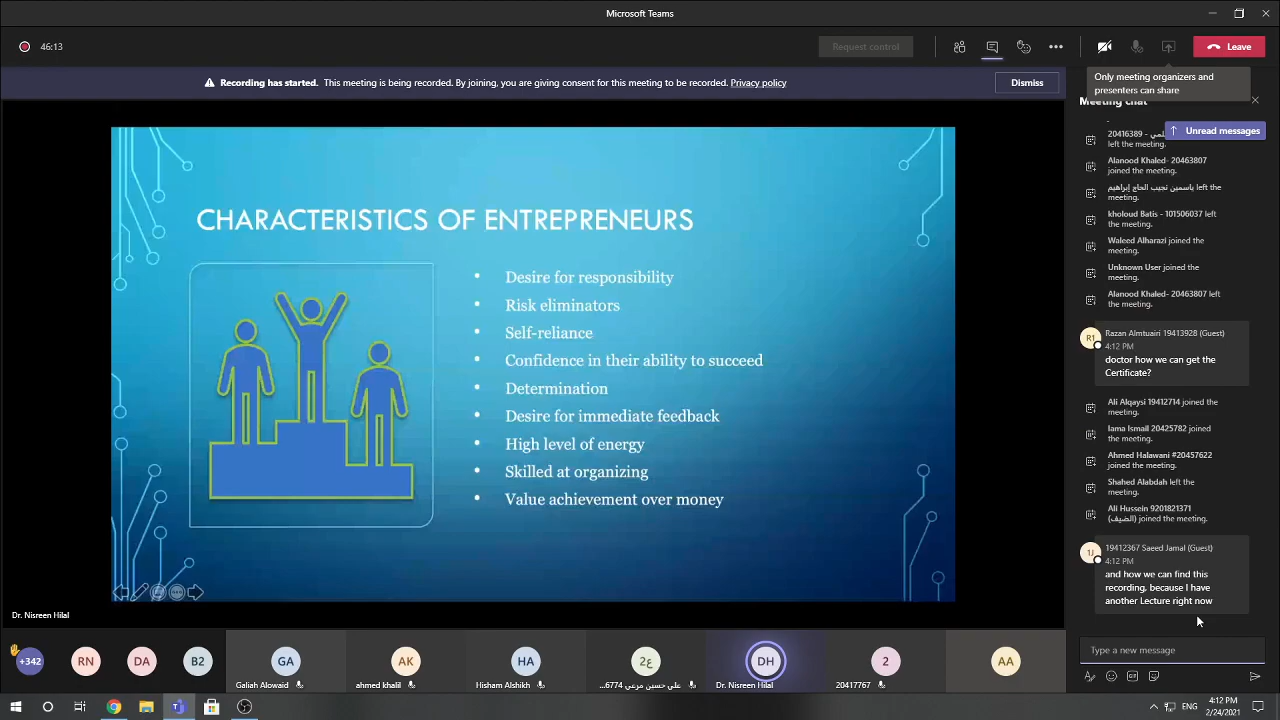 Microsoft Teams
46:13
Request control
Leave
Recording has started. This meeting is being recorded. By joining, you are giving consent for this meeting to be recorded. Privacy policy
Dismiss
Only meeting organizers and
presenters can share
Meeting chat
Unread messages
CHARACTERISTICS OF ENTREPRENEURS
Desire for responsibility
Risk eliminators
Self-reliance
Confidence in their ability to succeed
Determination
Desire for immediate feedback
High level of energy
Skilled at organizing
Value achievement over money
Dr. Nisreen Hilal
20416389 -
left the meeting.
Alanood Khaled- 20463807
joined the meeting.
ياسمين نجيب الحاج إبراهيم left the
meeting.
kholoud Batis - 101506037 left
the meeting.
Waleed Alharazi joined the
meeting.
Unknown User joined the
meeting.
Alanood Khaled- 20463807 left
the meeting.
R1
Razan Almtuairi 19413928 (Guest)
4:12 PM
doctor how we can get the
Certificate?
Ali Alqaysi 19412714 joined the
meeting.
lama Ismail 20425782 joined
the meeting.
Ahmed Halawani #20457622
joined the meeting.
Shahed Alabdah left the
meeting.
Ali Hussein 9201821371
(الضيف) joined the meeting.
1J
19412367 Saeed Jamal (Guest)
4:12 PM
and how we can find this
recording, because I have
another Lecture right now
Type a new message
+342
RN
DA
B2
GA
Galiah Alowaid
AK
ahmed khalil
HA
Hisham Alshikh
ع2
علي حسين مرعي 6774...
DH
Dr. Nisreen Hilal
2
20417767
AA
ENG
4:12 PM
2/24/2021